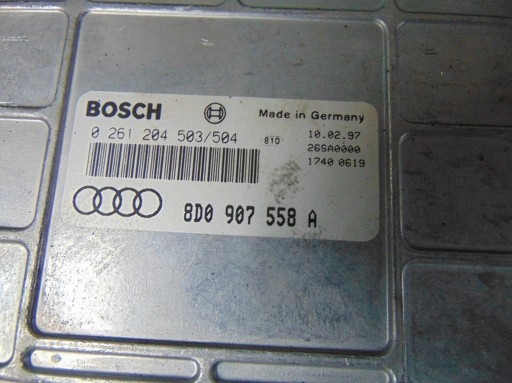 BOSCH Made in Germany
0 261 204 503/504 810 10.02.97
26SA0000
1740 0619
8D0 907 558 A